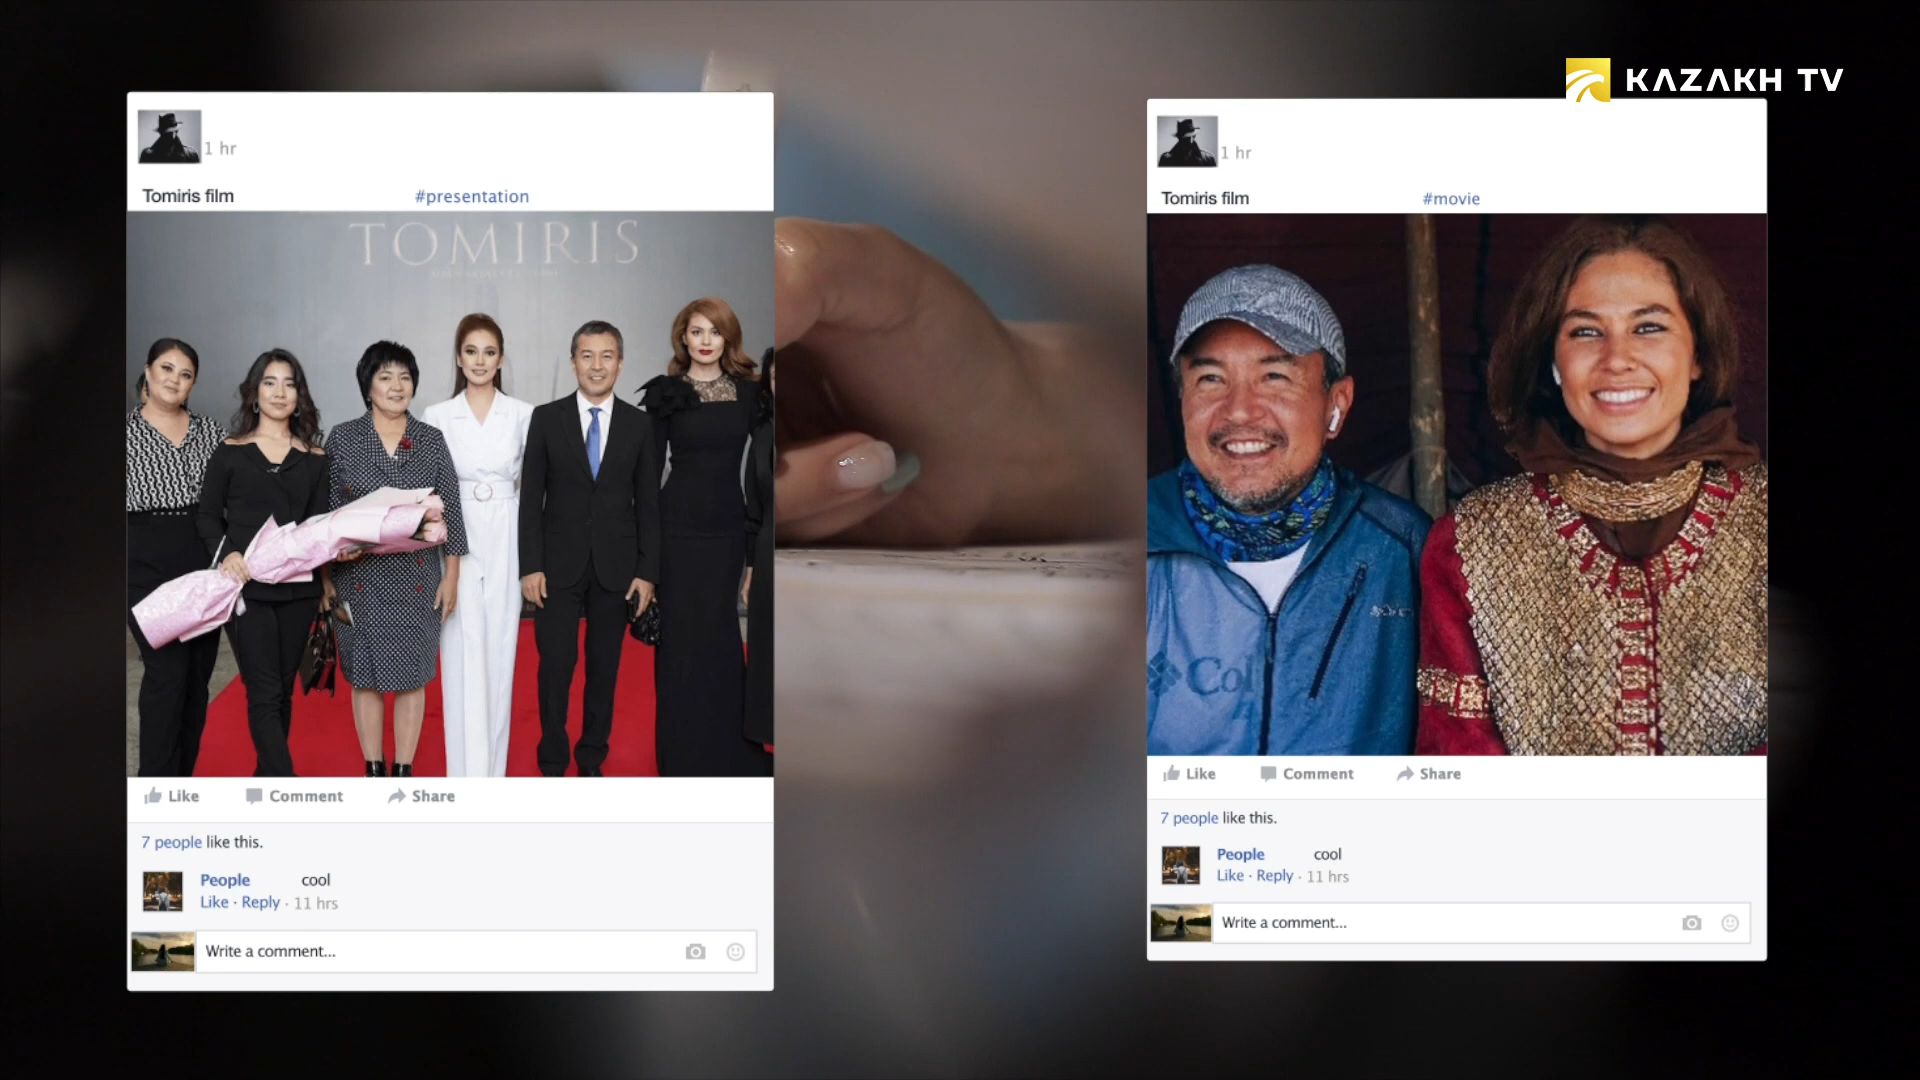 KAZAKH TV
1 hr
Tomiris film #presentation
TOMIRIS
Like Comment Share
7 people like this.
People cool
Like · Reply · 11 hrs
Write a comment...
1 hr
Tomiris film #movie
Col
Like Comment Share
7 people like this.
People cool
Like · Reply · 11 hrs
Write a comment...